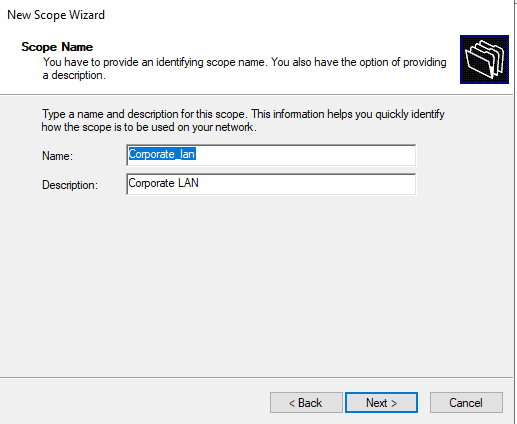 New Scope Wizard
Scope Name
You have to provide an identifying scope name. You also have the option of providing
a description.
Type a name and description for this scope. This information helps you quickly identify
how the scope is to be used on your network.
Name: Corporate_lan
Description: Corporate LAN
< Back Next > Cancel